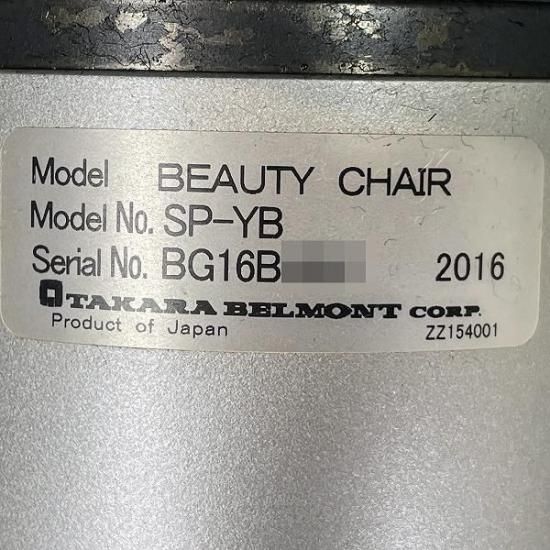 Model BEAUTY CHAIR
Model No. SP-YB
Serial No. BG16B 2016
TAKARA BELMONT CORP.
Product of Japan ZZ154001